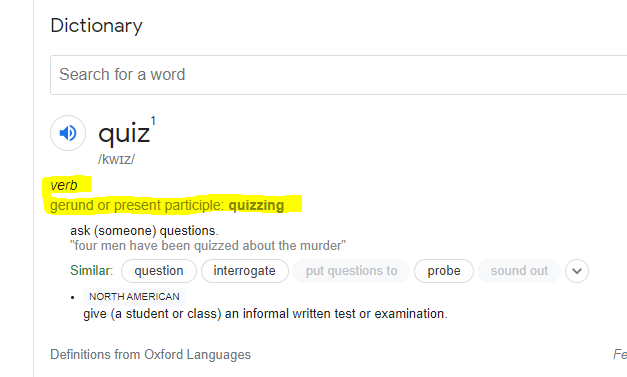 Dictionary
Search for a word
quiz¹
/kwɪz/
verb
gerund or present participle: quizzing
ask (someone) questions.
"four men have been quizzed about the murder"
Similar: question interrogate put questions to probe sound out
• NORTH AMERICAN
give (a student or class) an informal written test or examination.
Definitions from Oxford Languages Fe